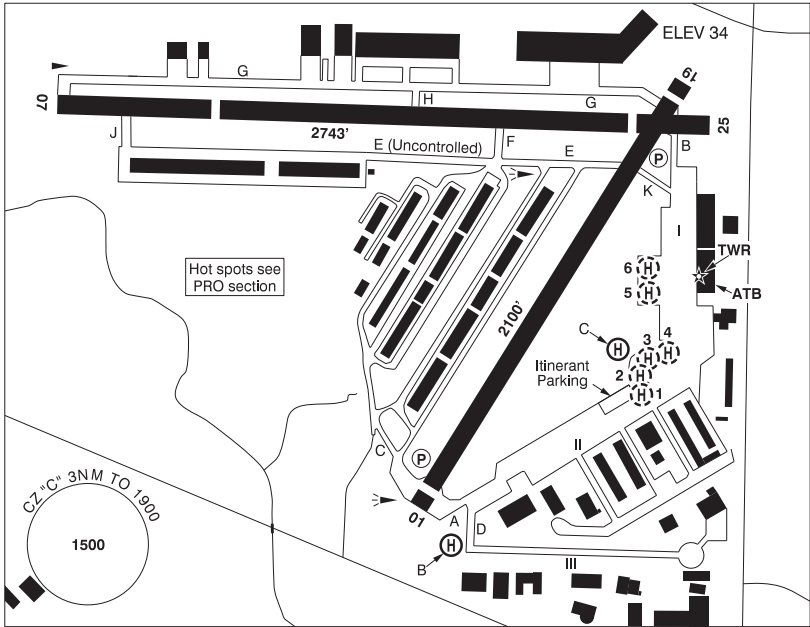 ELEV 34
19
G
07
H
G
25
J
2743'
F
B
E (Uncontrolled)
E
P
K
I
TWR
ATB
Hot spots see
PRO section
6 H
5 H
2100'
C H
3 H
4 H
2 H
H 1
Itinerant
Parking
C
P
II
01
A
D
H
B
III
CZ "C" 3NM TO 1900
1500